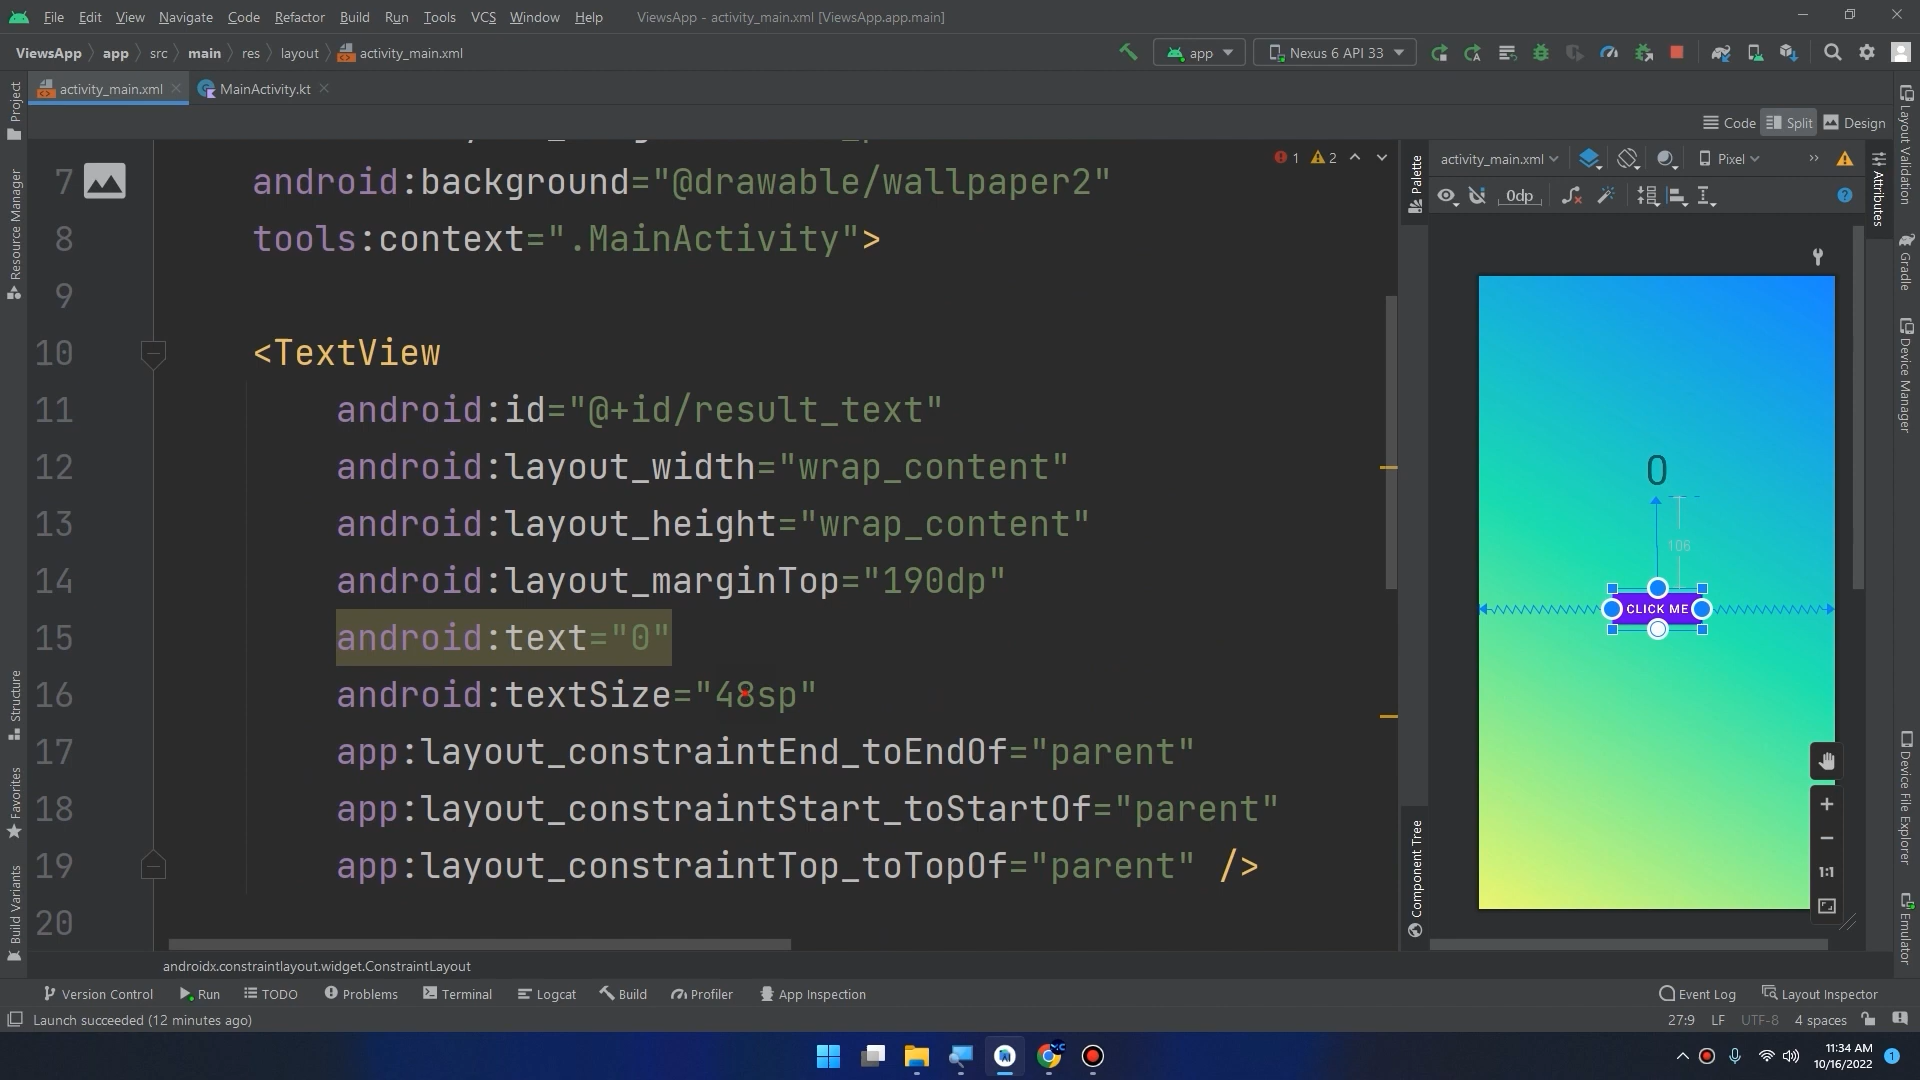 File Edit View Navigate Code Refactor Build Run Tools VCS Window Help ViewsApp - activity_main.xml [ViewsApp.app.main]
ViewsApp app src main res layout activity_main.xml app Nexus 6 API 33
activity_main.xml MainActivity.kt
Code Split Design
Project
Resource Manager
Structure
Favorites
Build Variants
1 2
7 android:background="@drawable/wallpaper2"
8 tools:context=".MainActivity">
9
10 <TextView
11 android:id="@+id/result_text"
12 android:layout_width="wrap_content"
13 android:layout_height="wrap_content"
14 android:layout_marginTop="190dp"
15 android:text="0"
16 android:textSize="48sp"
17 app:layout_constraintEnd_toEndOf="parent"
18 app:layout_constraintStart_toStartOf="parent"
19 app:layout_constraintTop_toTopOf="parent" />
20
androidx.constraintlayout.widget.ConstraintLayout
Palette
Component Tree
activity_main.xml Pixel
0dp
0
106
CLICK ME
1:1
Attributes
Layout Validation
Gradle
Device Manager
Device File Explorer
Emulator
Version Control Run TODO Problems Terminal Logcat Build Profiler App Inspection Event Log Layout Inspector
Launch succeeded (12 minutes ago) 27:9 LF UTF-8 4 spaces
11:34 AM
10/16/2022
1